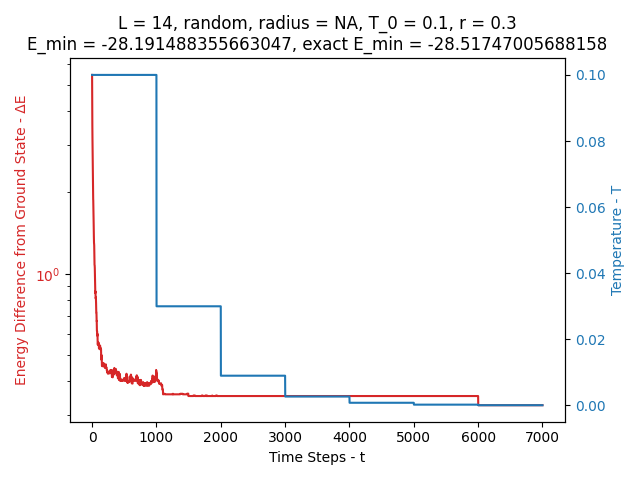 L = 14, random, radius = NA, T_0 = 0.1, r = 0.3
E_min = -28.191488355663047, exact E_min = -28.51747005688158
Energy Difference from Ground State - ΔE
10⁰
0.10
0.08
0.06
0.04
0.02
0.00
Temperature - T
0 1000 2000 3000 4000 5000 6000 7000
Time Steps - t